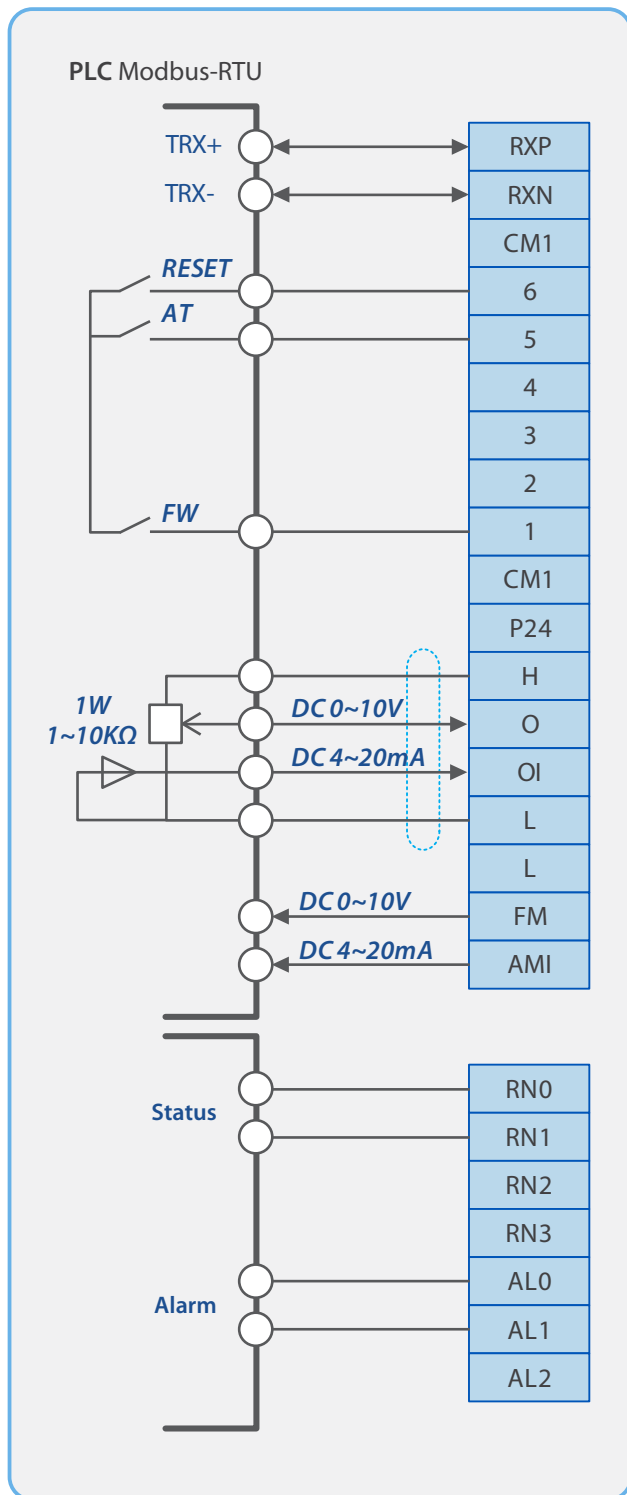 PLC Modbus-RTU
TRX+ RXP
TRX- RXN
CM1
RESET 6
AT 5
4
3
2
FW 1
CM1
P24
H
1W
1~10KΩ
DC 0~10V O
DC 4~20mA OI
L
L
DC 0~10V FM
DC 4~20mA AMI
RN0
Status
RN1
RN2
RN3
AL0
Alarm
AL1
AL2